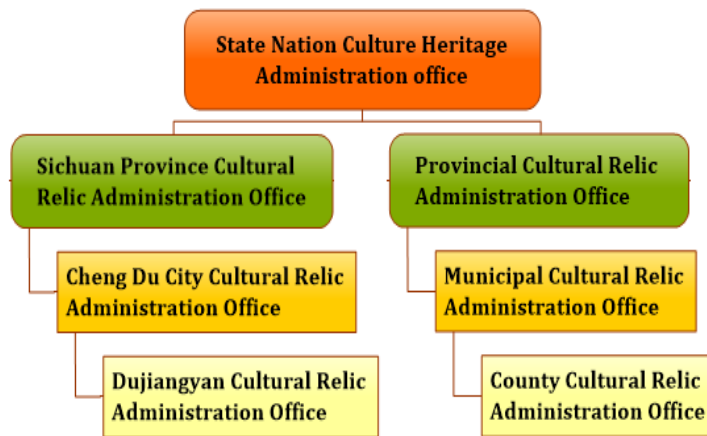 State Nation Culture Heritage
Administration office
Sichuan Province Cultural
Relic Administration Office
Provincial Cultural Relic
Administration Office
Cheng Du City Cultural Relic
Administration Office
Municipal Cultural Relic
Administration Office
Dujiangyan Cultural Relic
Administration Office
County Cultural Relic
Administration Office